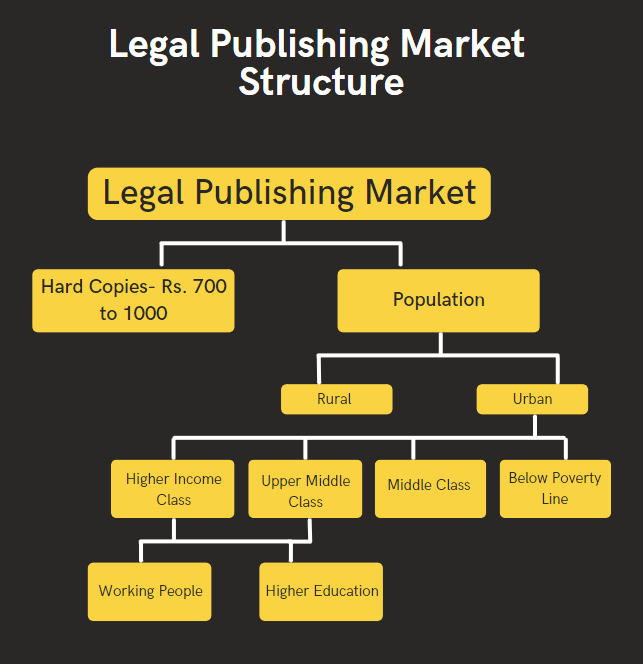 Legal Publishing Market
Structure
Legal Publishing Market
Hard Copies- Rs. 700
to 1000
Population
Rural
Urban
Higher Income
Class
Upper Middle
Class
Middle Class
Below Poverty
Line
Working People
Higher Education